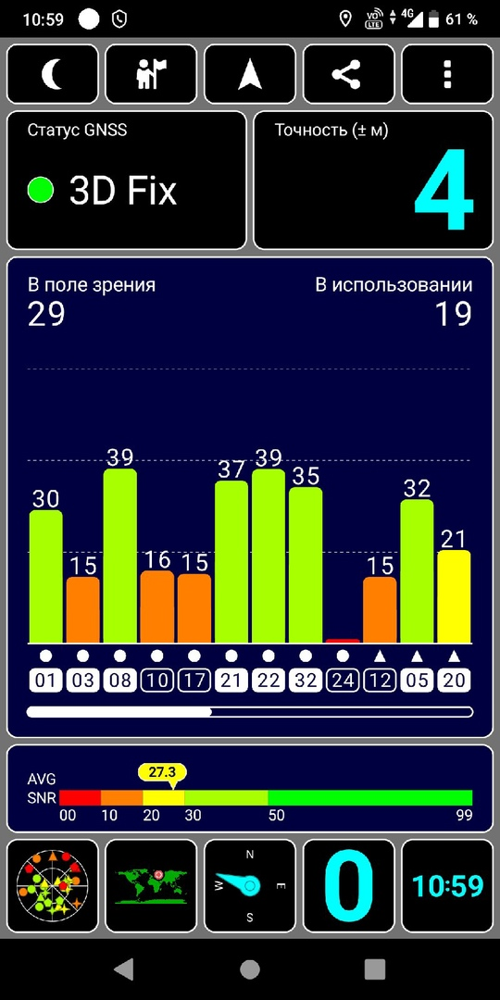 10:59
VO)) LTE 4G 61 %
Статус GNSS
3D Fix
Точность (± м)
4
В поле зрения
29
В использовании
19
30 15 39 16 15 37 39 35 15 32 21
01 03 08 10 17 21 22 32 24 12 05 20
27.3
AVG
SNR
00 10 20 30 50 99
N
W E
S
0
10:59